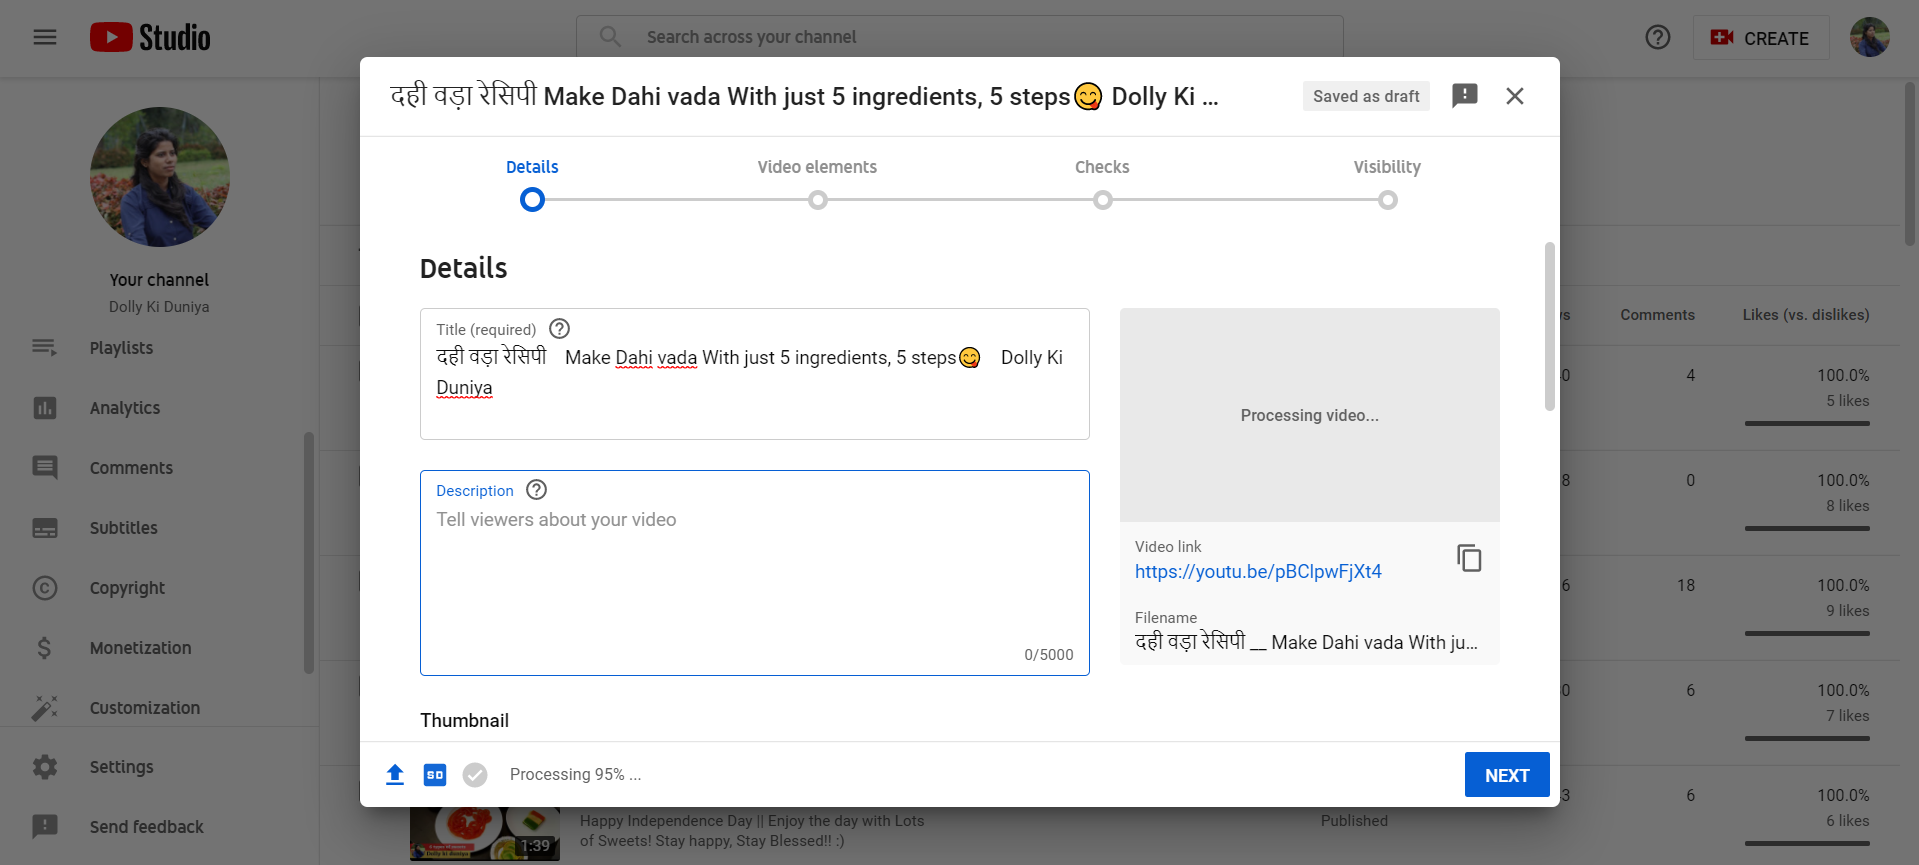 Studio
Search across your channel
CREATE
Your channel
Dolly Ki Duniya
Playlists
Analytics
Comments
Subtitles
Copyright
Monetization
Customization
Settings
Send feedback
दही वड़ा रेसिपी Make Dahi vada With just 5 ingredients, 5 steps😋 Dolly Ki ...
Saved as draft
Details
Video elements
Checks
Visibility
Details
Title (required)
दही वड़ा रेसिपी Make Dahi vada With just 5 ingredients, 5 steps😋 Dolly Ki
Duniya
Description
Tell viewers about your video
0/5000
Processing video...
Video link
https://youtu.be/pBClpwFjXt4
Filename
दही वड़ा रेसिपी __ Make Dahi vada With ju...
Thumbnail
SD
Processing 95% ...
NEXT
Comments
Likes (vs. dislikes)
4
100.0%
5 likes
0
100.0%
8 likes
18
100.0%
9 likes
6
100.0%
7 likes
6
100.0%
6 likes
1:39
Happy Independence Day || Enjoy the day with Lots
of Sweets! Stay happy, Stay Blessed!! :)
Published